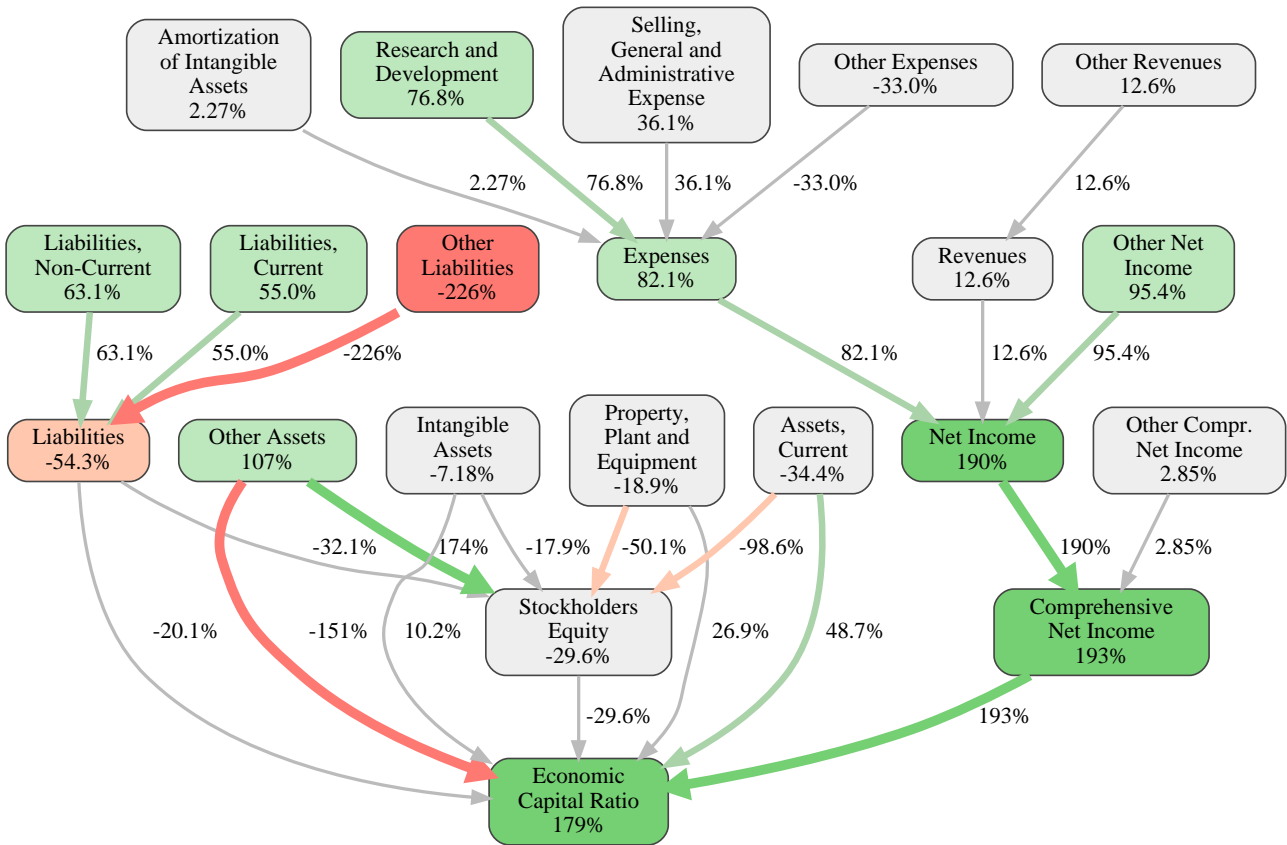 Amortization
of Intangible
Assets
2.27%
Research and
Development
76.8%
Selling,
General and
Administrative
Expense
36.1%
Other Expenses
-33.0%
Other Revenues
12.6%
2.27%
76.8%
36.1%
-33.0%
12.6%
Liabilities,
Non-Current
63.1%
Liabilities,
Current
55.0%
Other
Liabilities
-226%
Expenses
82.1%
Revenues
12.6%
Other Net
Income
95.4%
63.1%
55.0%
-226%
82.1%
12.6%
95.4%
Liabilities
-54.3%
Other Assets
107%
Intangible
Assets
-7.18%
Property,
Plant and
Equipment
-18.9%
Assets,
Current
-34.4%
Net Income
190%
Other Compr.
Net Income
2.85%
-32.1%
174%
-17.9%
-50.1%
-98.6%
190%
2.85%
Stockholders
Equity
-29.6%
Comprehensive
Net Income
193%
-20.1%
-151%
10.2%
26.9%
48.7%
-29.6%
193%
Economic
Capital Ratio
179%